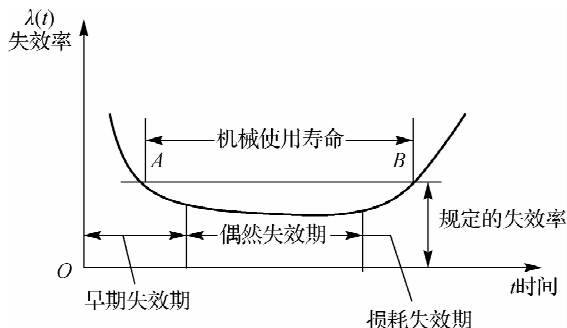 λ(t)
失效率
机械使用寿命
A
B
规定的失效率
偶然失效期
O
t时间
早期失效期
损耗失效期